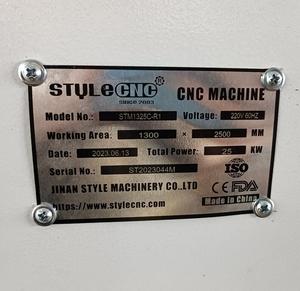 STYLeCNC® CNC MACHINE
SINCE 2003
Model No.: STM1325C-R1 Voltage: 220V 60HZ
Working Area: 1300 × 2500 MM
Date: 2023.06.13 Total Power: 25 KW
Serial No.: ST2023044M ISO
JINAN STYLE MACHINERY CO.,LTD CE FDA
https://www.stylecnc.com Made in China